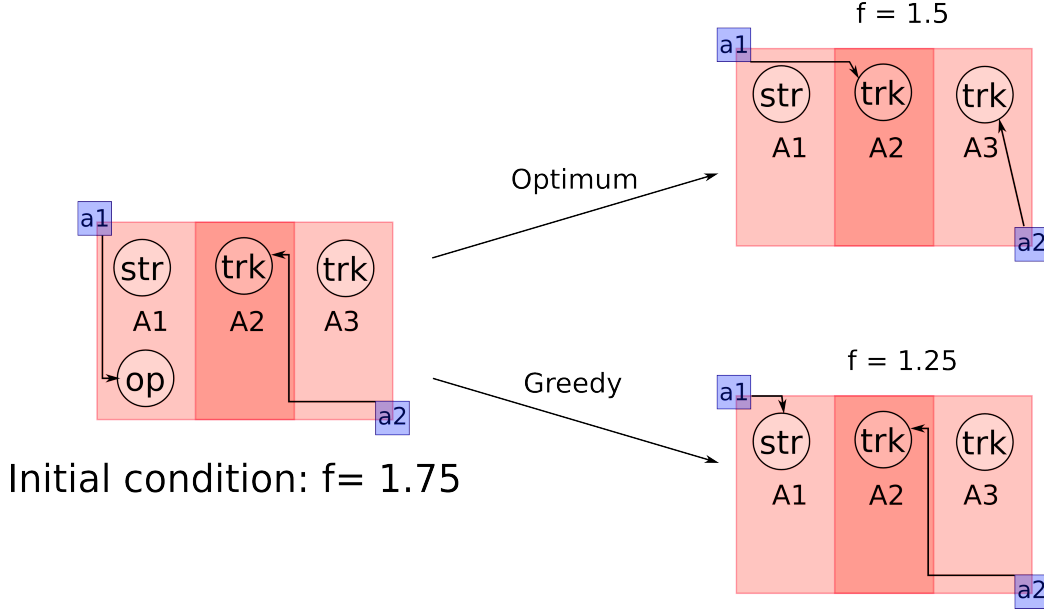 f = 1.5
a1
str
trk
trk
A1
A2
A3
a2
Optimum
a1
str
trk
trk
A1
A2
A3
op
a2
Initial condition: f= 1.75
Greedy
f = 1.25
a1
str
trk
trk
A1
A2
A3
a2